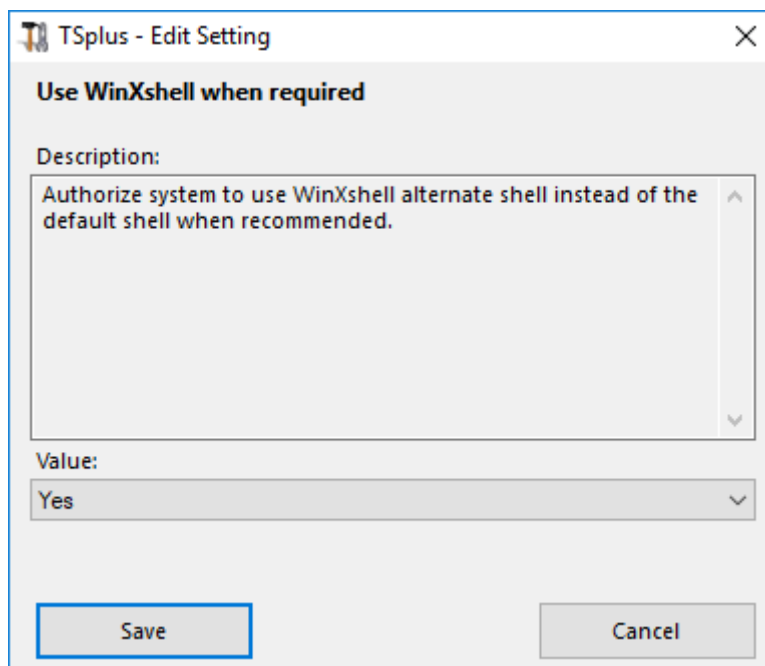 TSplus - Edit Setting
Use WinXshell when required
Description:
Authorize system to use WinXshell alternate shell instead of the
default shell when recommended.
Value:
Yes
Save
Cancel